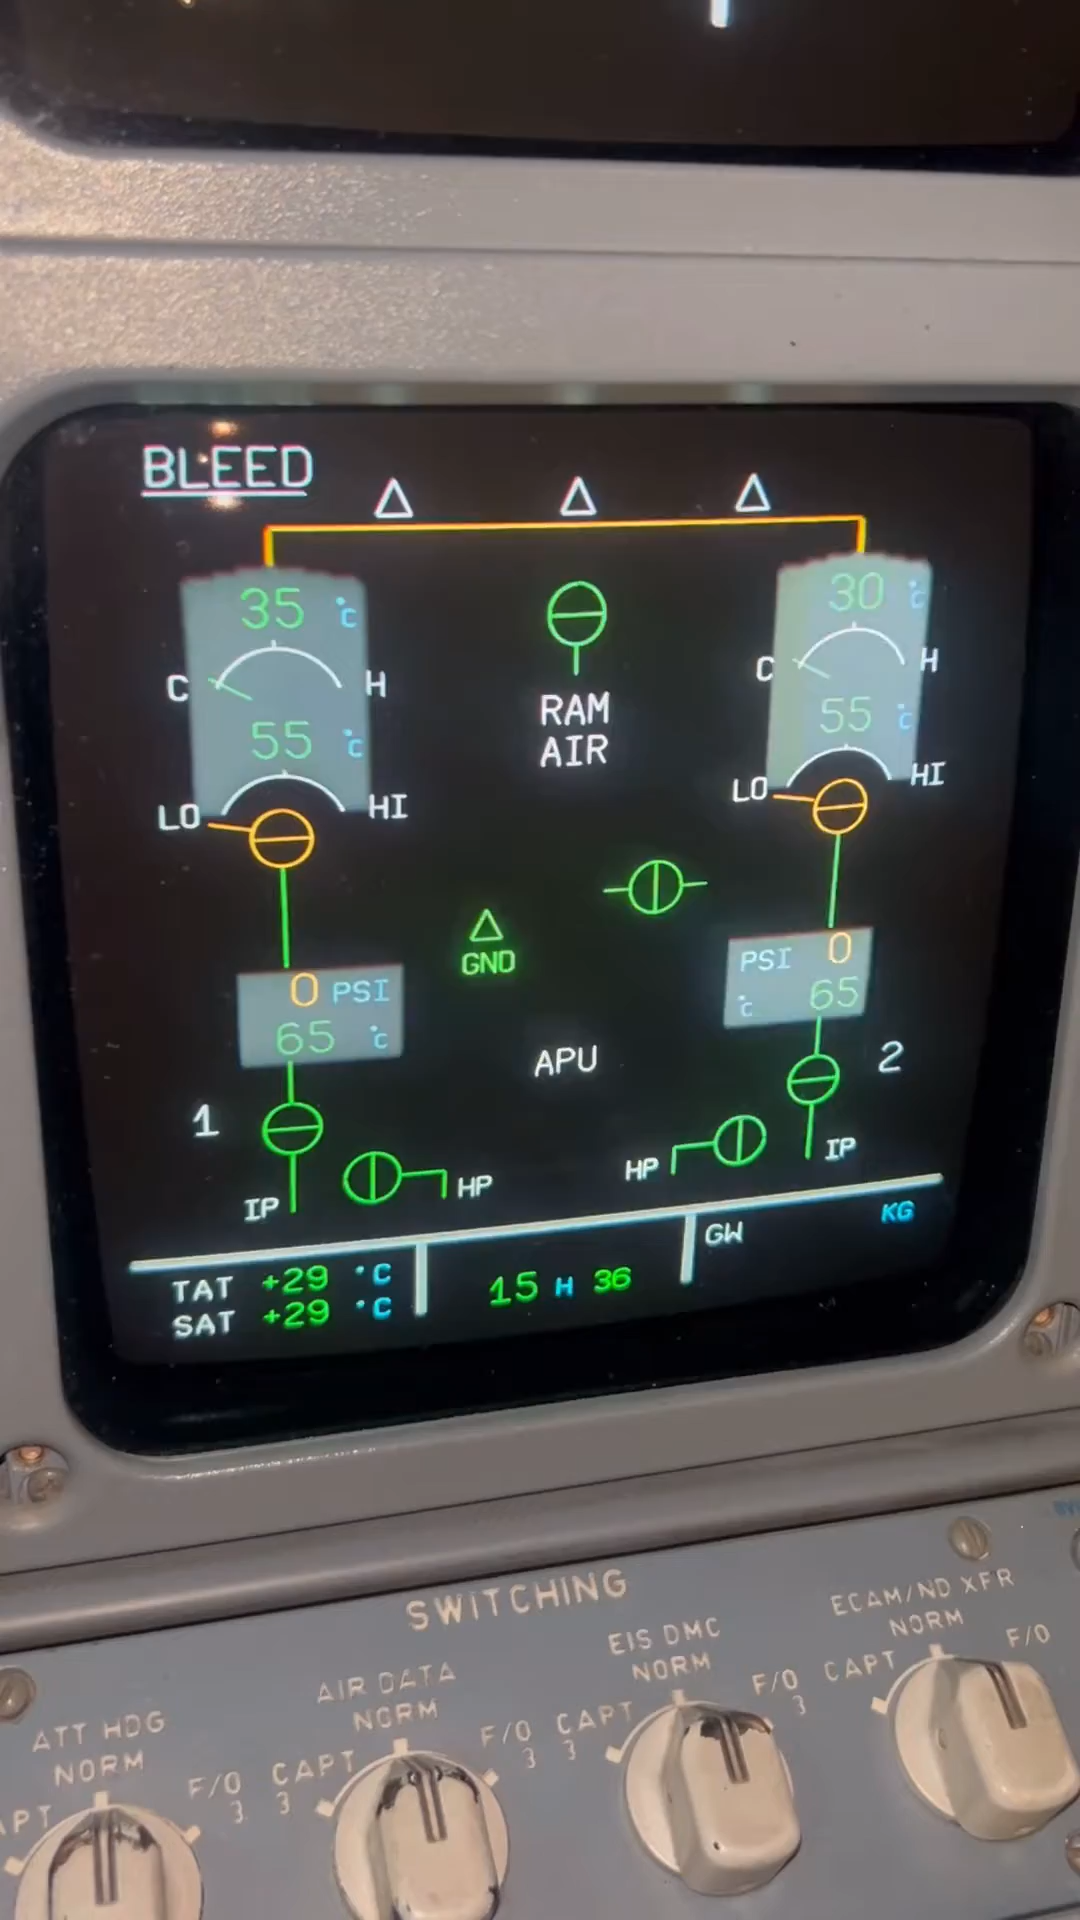 BLEED
35 °C
30 °C
C H
C H
55 °C
55 °C
LO HI
LO HI
RAM
AIR
GND
0 PSI
65 °C
PSI 0
°C 65
APU
1
2
IP
HP
HP
IP
TAT +29 °C
SAT +29 °C
15 H 36
GW KG
SWITCHING
ATT HDG
NORM
F/O
3
AIR DATA
NORM
CAPT
3
F/O
3
EIS DMC
NORM
CAPT
3
F/O
3
ECAM/ND XFR
NORM
CAPT
F/O